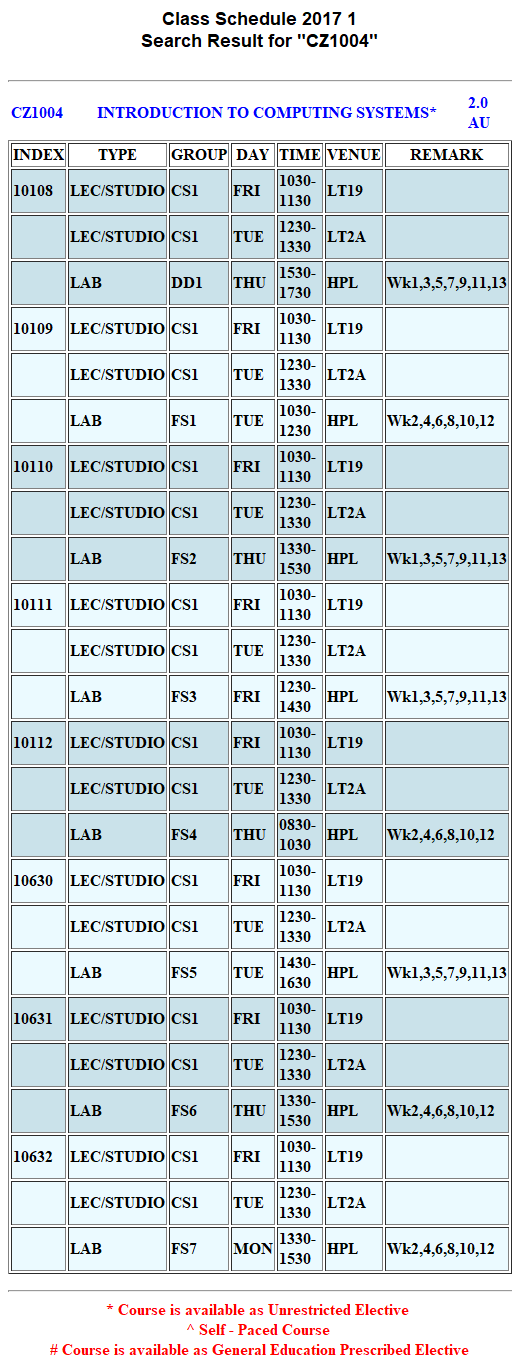 Class Schedule 2017 1
Search Result for "CZ1004"
CZ1004 INTRODUCTION TO COMPUTING SYSTEMS* 2.0 AU
INDEX TYPE GROUP DAY TIME VENUE REMARK
10108 LEC/STUDIO CS1 FRI 1030-1130 LT19
LEC/STUDIO CS1 TUE 1230-1330 LT2A
LAB DD1 THU 1530-1730 HPL Wk1,3,5,7,9,11,13
10109 LEC/STUDIO CS1 FRI 1030-1130 LT19
LEC/STUDIO CS1 TUE 1230-1330 LT2A
LAB FS1 TUE 1030-1230 HPL Wk2,4,6,8,10,12
10110 LEC/STUDIO CS1 FRI 1030-1130 LT19
LEC/STUDIO CS1 TUE 1230-1330 LT2A
LAB FS2 THU 1330-1530 HPL Wk1,3,5,7,9,11,13
10111 LEC/STUDIO CS1 FRI 1030-1130 LT19
LEC/STUDIO CS1 TUE 1230-1330 LT2A
LAB FS3 FRI 1230-1430 HPL Wk1,3,5,7,9,11,13
10112 LEC/STUDIO CS1 FRI 1030-1130 LT19
LEC/STUDIO CS1 TUE 1230-1330 LT2A
LAB FS4 THU 0830-1030 HPL Wk2,4,6,8,10,12
10630 LEC/STUDIO CS1 FRI 1030-1130 LT19
LEC/STUDIO CS1 TUE 1230-1330 LT2A
LAB FS5 TUE 1430-1630 HPL Wk1,3,5,7,9,11,13
10631 LEC/STUDIO CS1 FRI 1030-1130 LT19
LEC/STUDIO CS1 TUE 1230-1330 LT2A
LAB FS6 THU 1330-1530 HPL Wk2,4,6,8,10,12
10632 LEC/STUDIO CS1 FRI 1030-1130 LT19
LEC/STUDIO CS1 TUE 1230-1330 LT2A
LAB FS7 MON 1330-1530 HPL Wk2,4,6,8,10,12
* Course is available as Unrestricted Elective
^ Self - Paced Course
# Course is available as General Education Prescribed Elective